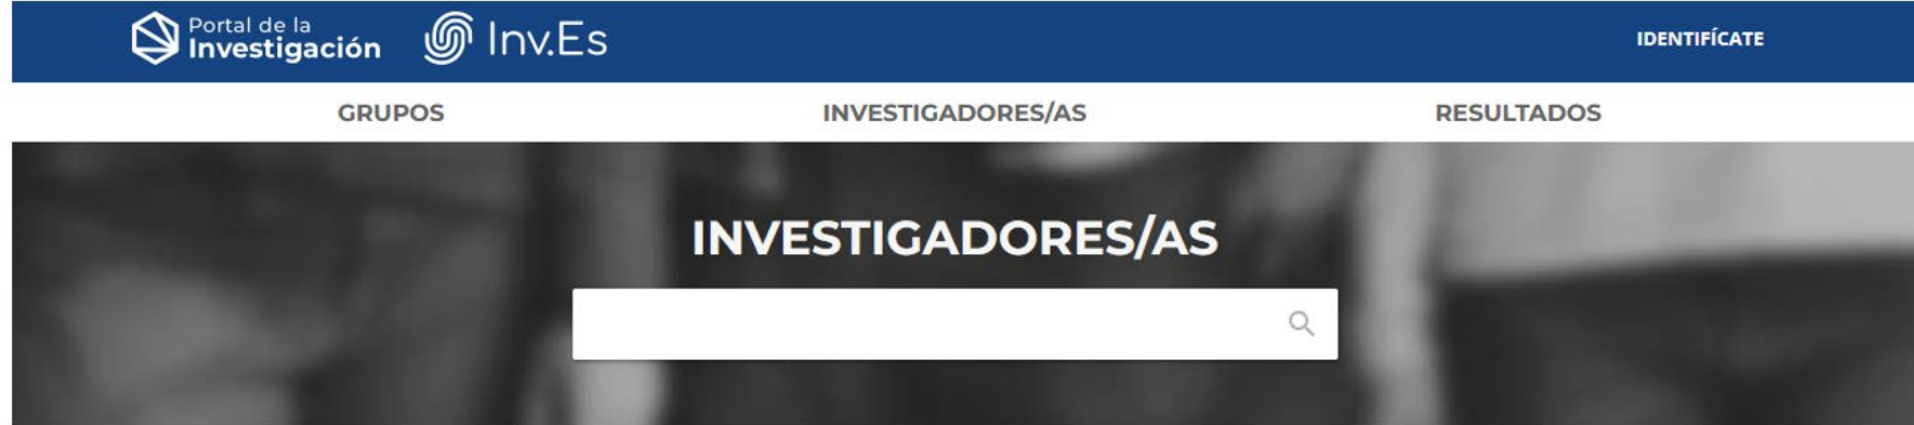 Portal de la
Investigación
Inv.Es
IDENTIFÍCATE
GRUPOS
INVESTIGADORES/AS
RESULTADOS
INVESTIGADORES/AS